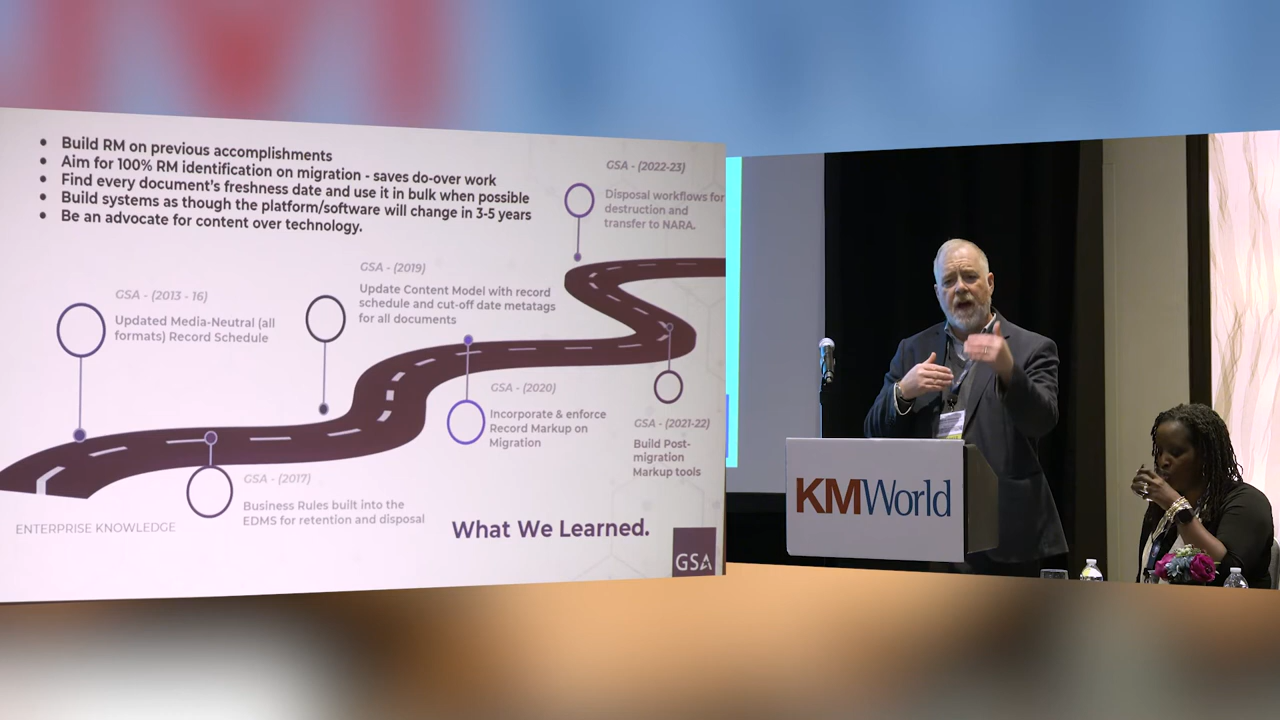 Build RM on previous accomplishments
Aim for 100% RM identification on migration - saves do-over work
Find every document's freshness date and use it in bulk when possible
Build systems as though the platform/software will change in 3-5 years
Be an advocate for content over technology.
GSA - (2022-23)
Disposal workflows for
destruction and
transfer to NARA.
GSA - (2019)
Update Content Model with record
schedule and cut-off date metatags
for all documents
GSA - (2013 - 16)
Updated Media-Neutral (all
formats) Record Schedule
GSA - (2020)
Incorporate & enforce
Record Markup on
Migration
GSA - (2021-22)
Build Post-
migration
Markup tools
GSA - (2017)
Business Rules built into the
EDMS for retention and disposal
ENTERPRISE KNOWLEDGE
What We Learned.
GSA
KMWorld